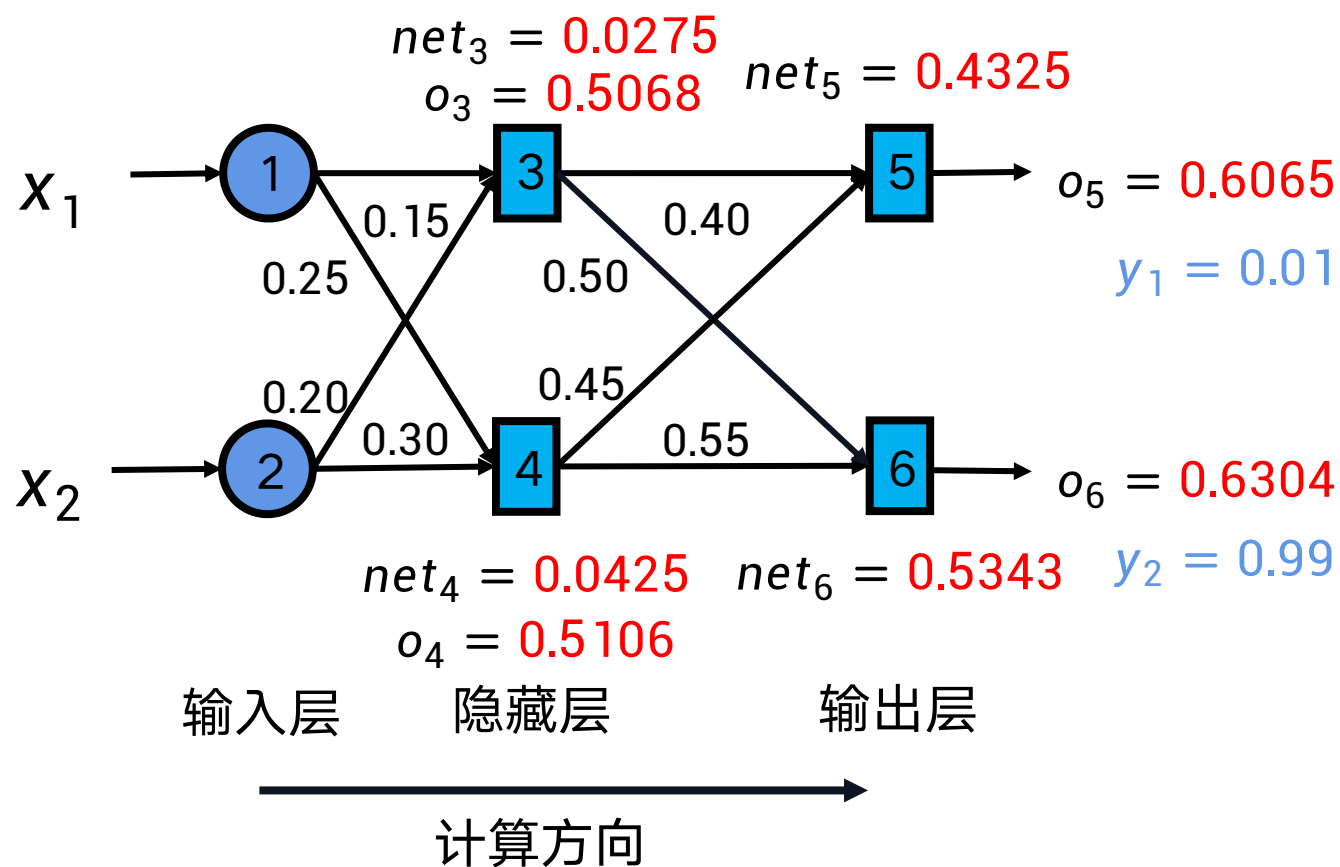 net₃ = 0.0275
o₃ = 0.5068
net₅ = 0.4325
x₁
1
3
5
o₅ = 0.6065
0.15
0.40
0.25
0.50
y₁ = 0.01
0.20
0.45
0.30
0.55
x₂
2
4
6
o₆ = 0.6304
y₂ = 0.99
net₄ = 0.0425
net₆ = 0.5343
o₄ = 0.5106
输入层
隐藏层
输出层
计算方向